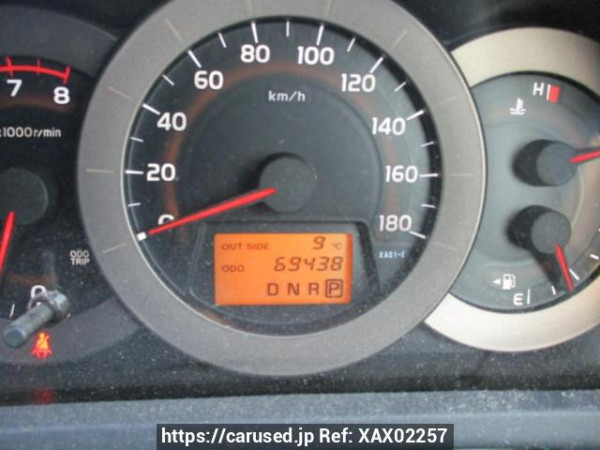 7
8
x1000r/min
0
ODO
TRIP
0
20
40
60
80
100
120
140
160
180
km/h
OUT SIDE 9 °C
ODO 69438
D N R P
XA01-E
H
E
https://carused.jp Ref: XAX02257